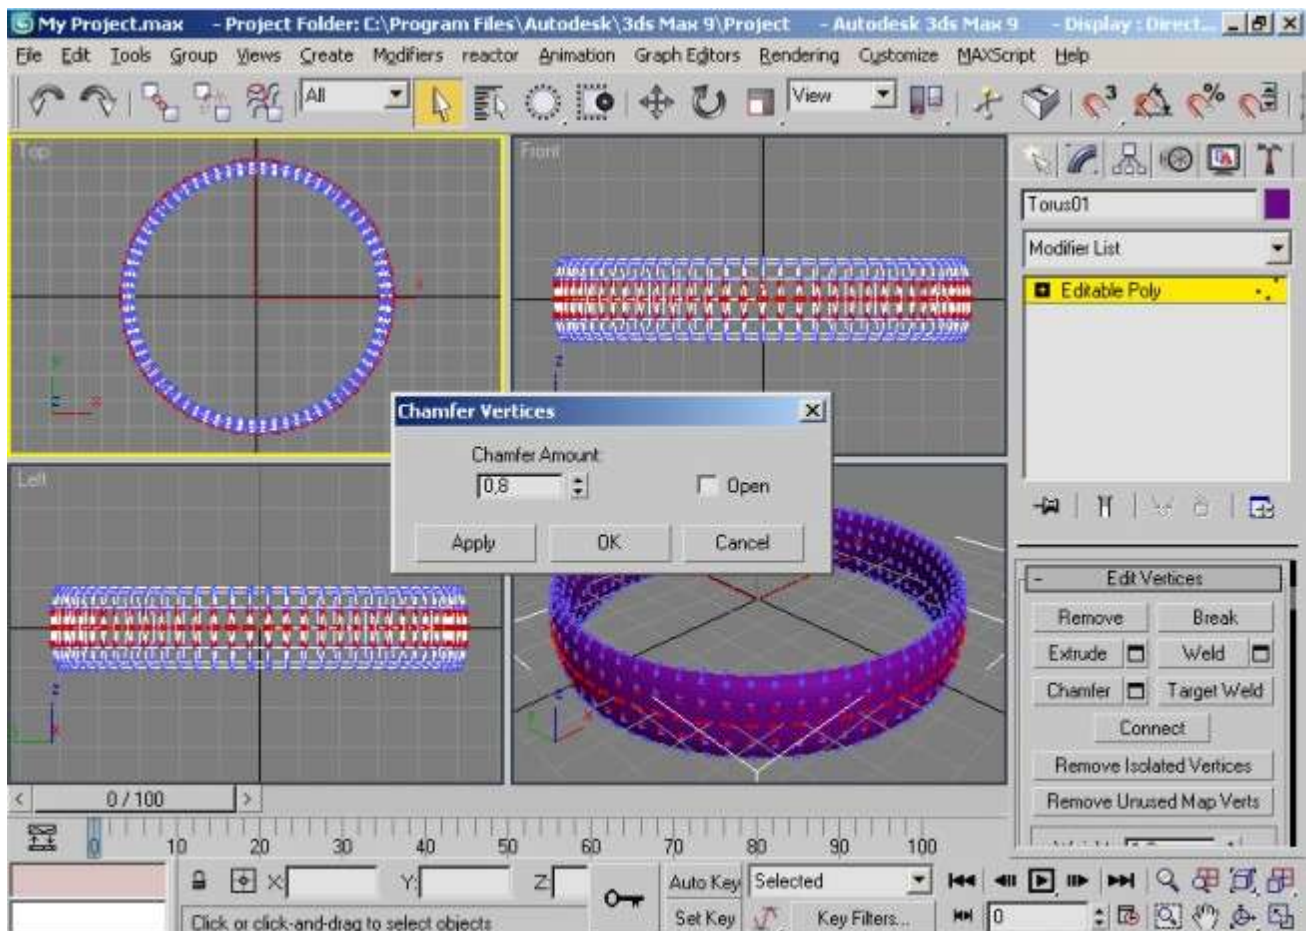 My Project.max - Project Folder: C:\Program Files\Autodesk\3ds Max 9\Project - Autodesk 3ds Max 9 - Display : Direct...
File Edit Tools Group Views Create Modifiers reactor Animation Graph Editors Rendering Customize MAXScript Help
All View 3 %
Top Front
Torus01
Modifier List
Editable Poly
Chamfer Vertices
Chamfer Amount:
0,8 Open
Apply OK Cancel
Left
Edit Vertices
Remove Break
Extrude Weld
Chamfer Target Weld
Connect
Remove Isolated Vertices
Remove Unused Map Verts
0 / 100
0 10 20 30 40 50 60 70 80 90 100
X: Y: Z: Auto Key Selected
Click or click-and-drag to select objects Set Key Key Filters... 0